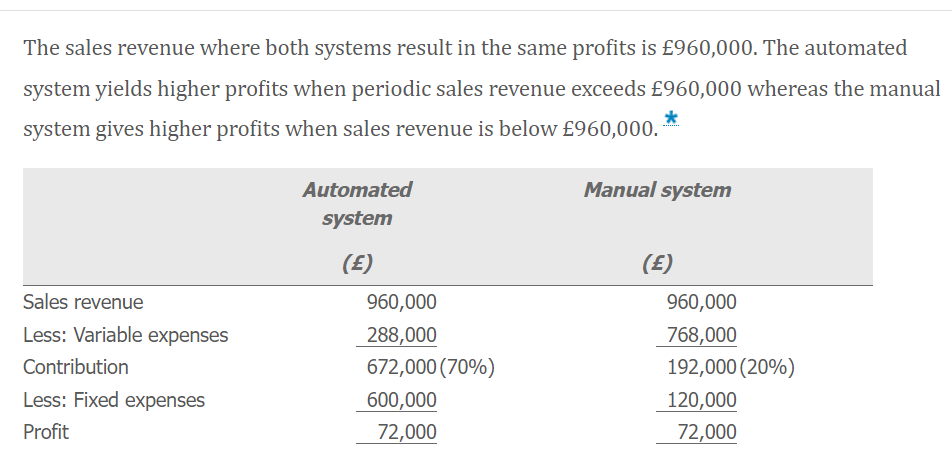 The sales revenue where both systems result in the same profits is £960,000. The automated
system yields higher profits when periodic sales revenue exceeds £960,000 whereas the manual
system gives higher profits when sales revenue is below £960,000. *
Automated Manual system
system
(£) (£)
Sales revenue 960,000 960,000
Less: Variable expenses 288,000 768,000
Contribution 672,000 (70%) 192,000 (20%)
Less: Fixed expenses 600,000 120,000
Profit 72,000 72,000